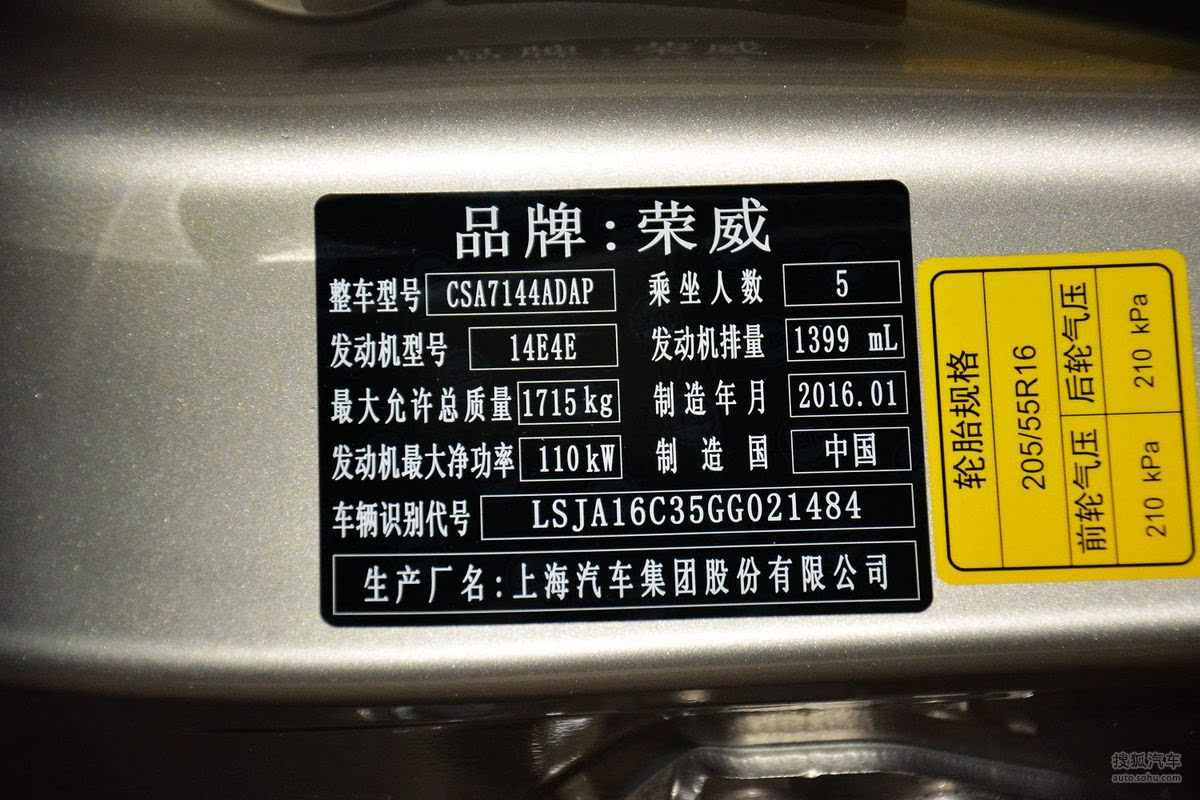 品牌:荣威
整车型号 CSA7144ADAP 乘坐人数 5
发动机型号 14E4E 发动机排量 1399 mL
最大允许总质量 1715kg 制造年月 2016.01
发动机最大净功率 110kW 制造国 中国
车辆识别代号 LSJA16C35GG021484
生产厂名:上海汽车集团股份有限公司
轮胎规格
205/55R16
前轮气压 后轮气压
210 kPa 210 kPa
搜狐汽车
auto.sohu.com